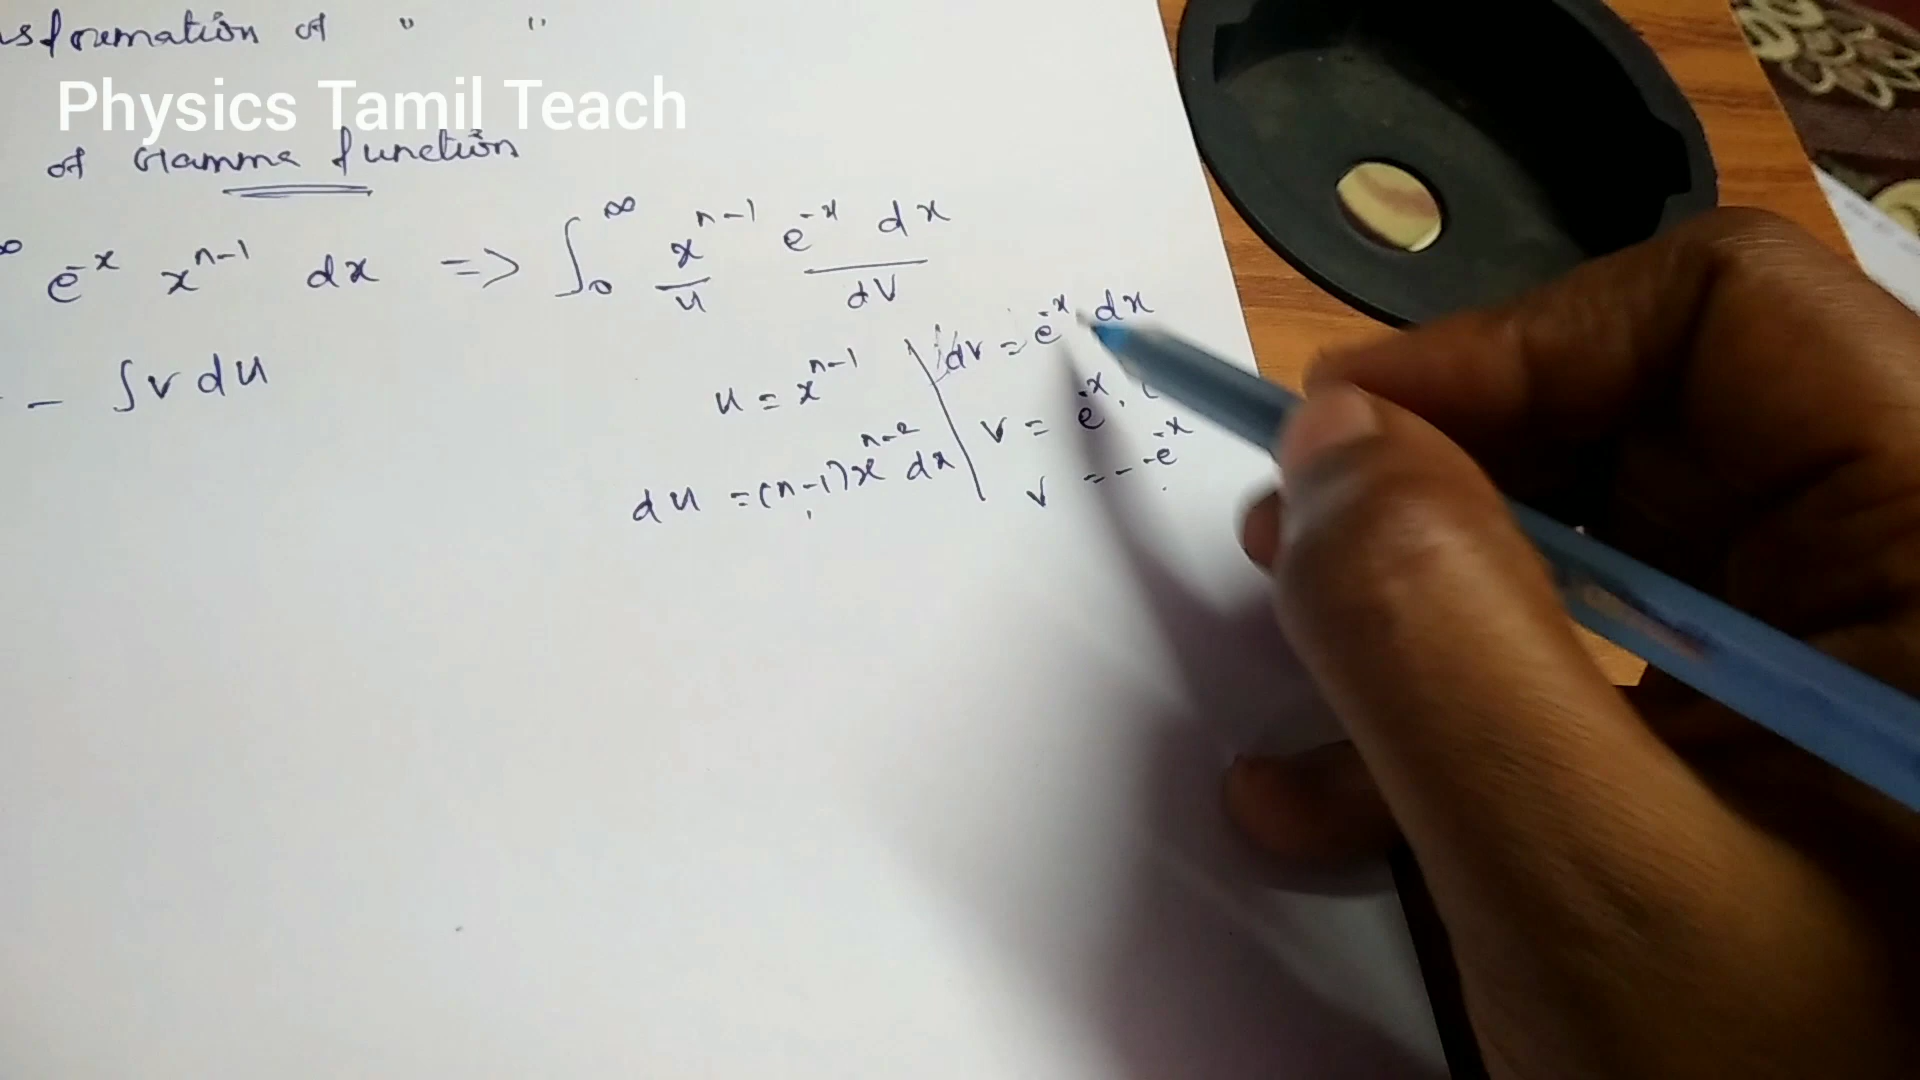 sformation of " "
Physics Tamil Teach
of Gamma function
∞ e^-x x^n-1 dx => ∫0^∞ x^n-1/u e^-x dx/dV
- ∫v du
u = x^n-1
dv = e^-x dx
v = e^-x.
du = (n-1)x^n-2 dx
v = - -e^-x